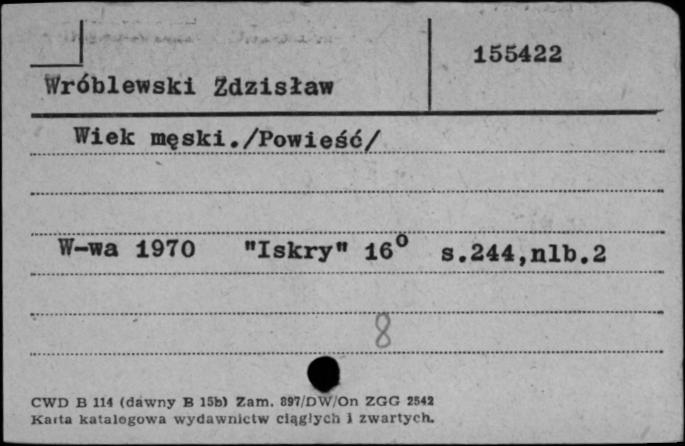 155422
Wróblewski Zdzisław
Wiek męski./Powieść/
W-wa 1970 "Iskry" 16° s.244,nlb.2
8
CWD B 114 (dawny B 15b) Zam. 897/DW/On ZGG 2542
Karta katalogowa wydawnictw ciągłych i zwartych.